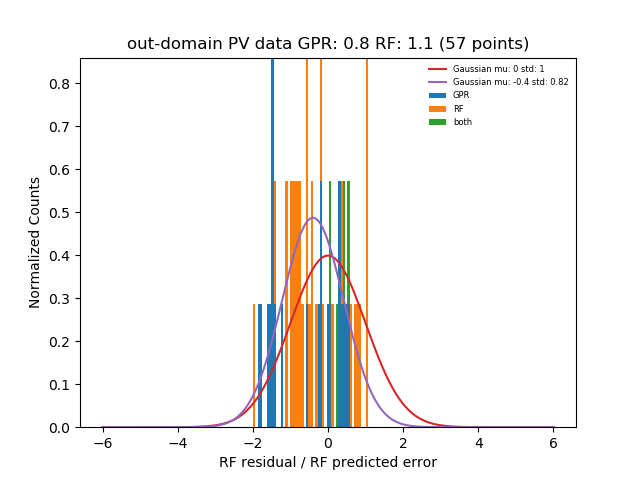 out-domain PV data GPR: 0.8 RF: 1.1 (57 points)
Gaussian mu: 0 std: 1
Gaussian mu: -0.4 std: 0.82
GPR
RF
both
Normalized Counts
0.8
0.7
0.6
0.5
0.4
0.3
0.2
0.1
0.0
−6 −4 −2 0 2 4 6
RF residual / RF predicted error